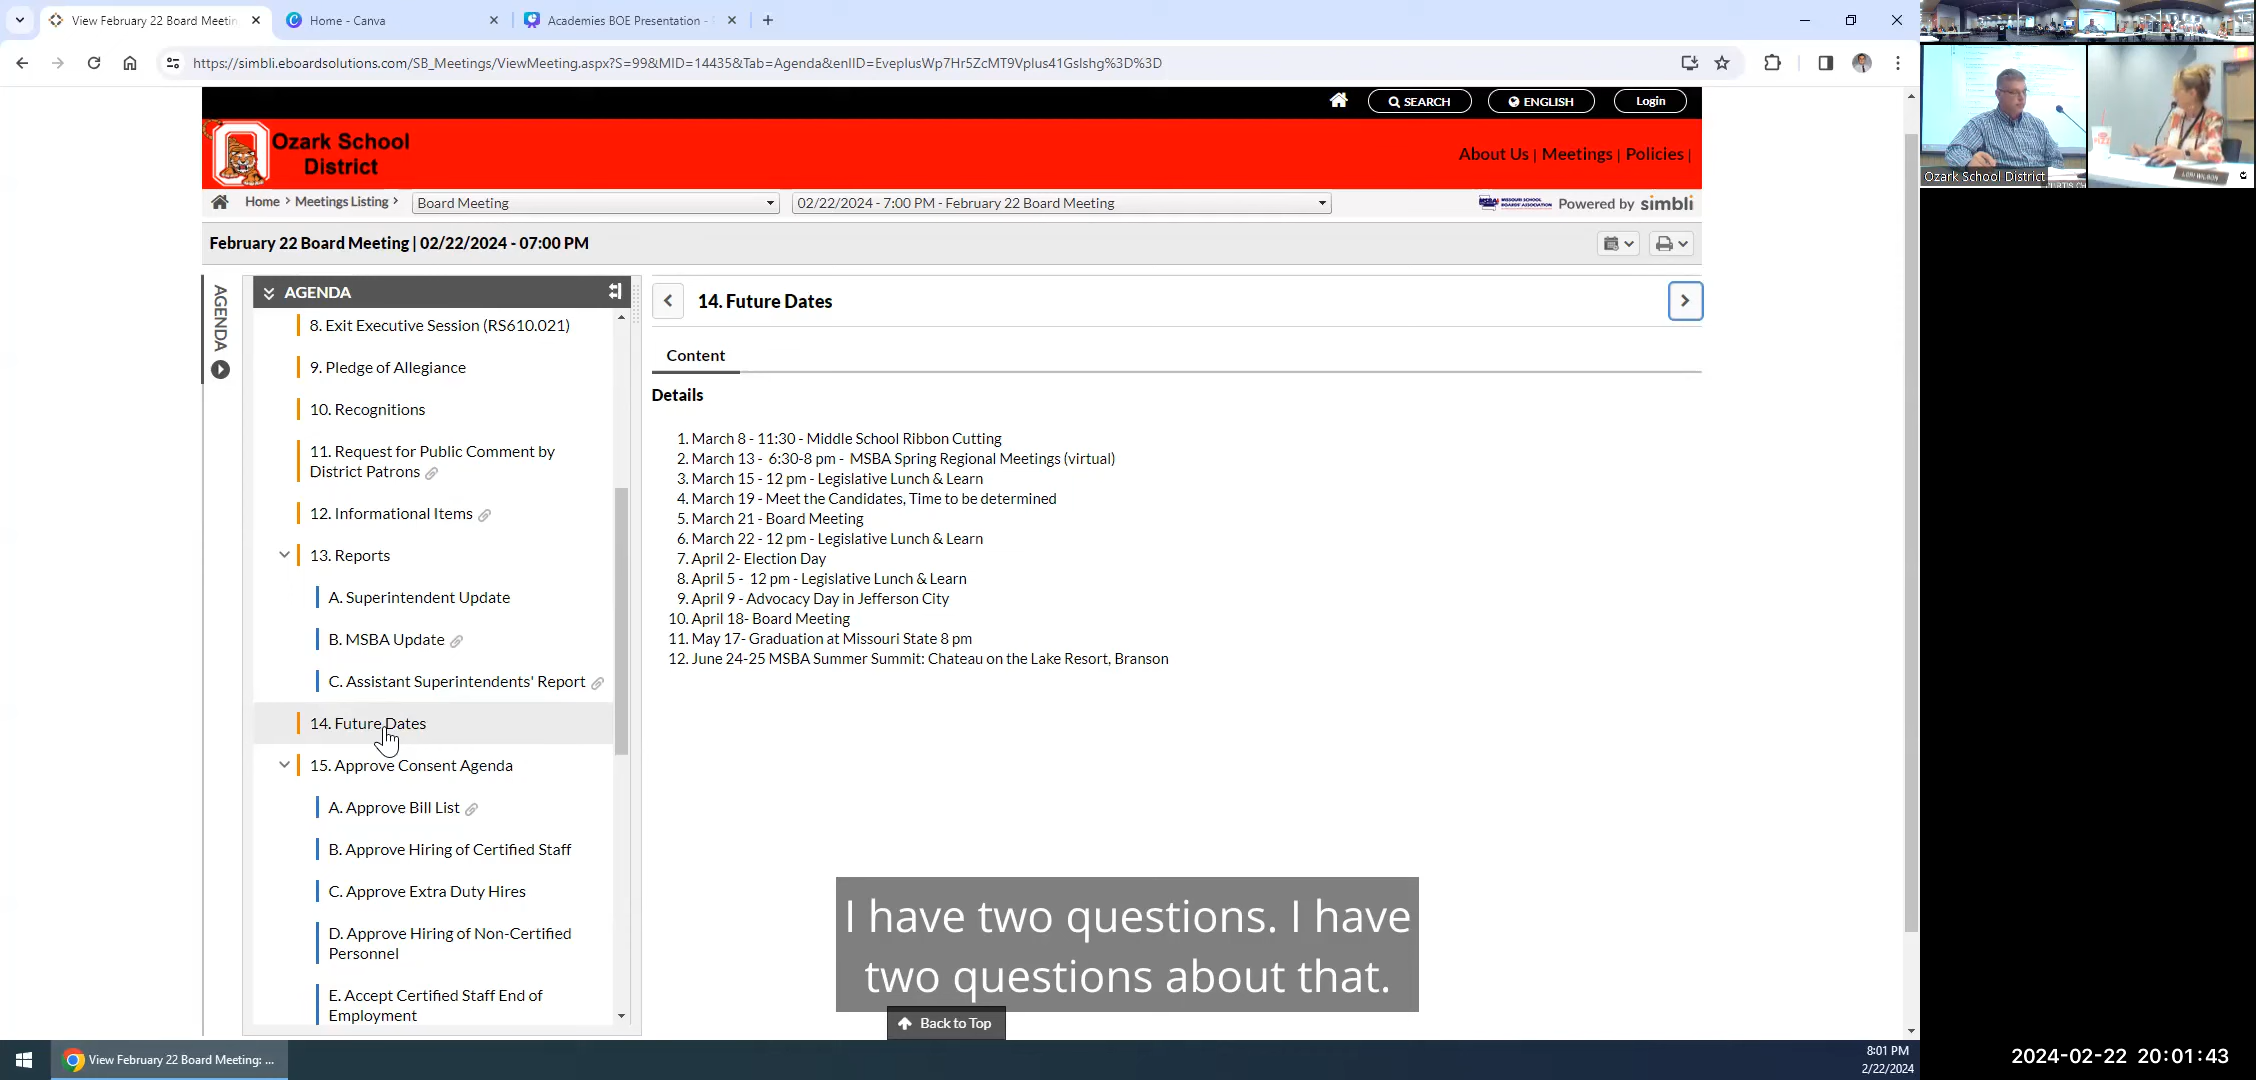 View February 22 Board Meetin
Home - Canva
Academies BOE Presentation -
https://simbli.eboardsolutions.com/SB_Meetings/ViewMeeting.aspx?S=99&MID=14435&Tab=Agenda&enIID=EveplusWp7Hr5ZcMT9Vplus41GsIshg%3D%3D
SEARCH
ENGLISH
Login
Ozark School
District
About Us | Meetings | Policies |
Home > Meetings Listing >
Board Meeting
02/22/2024 - 7:00 PM - February 22 Board Meeting
MSBA MISSOURI SCHOOL BOARDS' ASSOCIATION
Powered by simbli
February 22 Board Meeting | 02/22/2024 - 07:00 PM
AGENDA
AGENDA
8. Exit Executive Session (RS610.021)
9. Pledge of Allegiance
10. Recognitions
11. Request for Public Comment by
District Patrons
12. Informational Items
13. Reports
A. Superintendent Update
B. MSBA Update
C. Assistant Superintendents' Report
14. Future Dates
15. Approve Consent Agenda
A. Approve Bill List
B. Approve Hiring of Certified Staff
C. Approve Extra Duty Hires
D. Approve Hiring of Non-Certified
Personnel
E. Accept Certified Staff End of
Employment
14. Future Dates
Content
Details
1. March 8 - 11:30 - Middle School Ribbon Cutting
2. March 13 - 6:30-8 pm - MSBA Spring Regional Meetings (virtual)
3. March 15 - 12 pm - Legislative Lunch & Learn
4. March 19 - Meet the Candidates, Time to be determined
5. March 21 - Board Meeting
6. March 22 - 12 pm - Legislative Lunch & Learn
7. April 2- Election Day
8. April 5 - 12 pm - Legislative Lunch & Learn
9. April 9 - Advocacy Day in Jefferson City
10. April 18- Board Meeting
11. May 17- Graduation at Missouri State 8 pm
12. June 24-25 MSBA Summer Summit: Chateau on the Lake Resort, Branson
I have two questions. I have
two questions about that.
Back to Top
Ozark School District
LORI WILSON
View February 22 Board Meeting: ...
8:01 PM
2/22/2024
2024-02-22 20:01:43